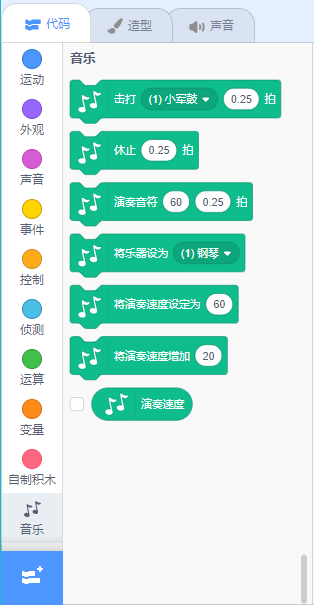 代码 造型 声音
音乐
运动
外观
声音
事件
控制
侦测
运算
变量
自制积木
音乐
击打 (1) 小军鼓 0.25 拍
休止 0.25 拍
演奏音符 60 0.25 拍
将乐器设为 (1) 钢琴
将演奏速度设定为 60
将演奏速度增加 20
演奏速度